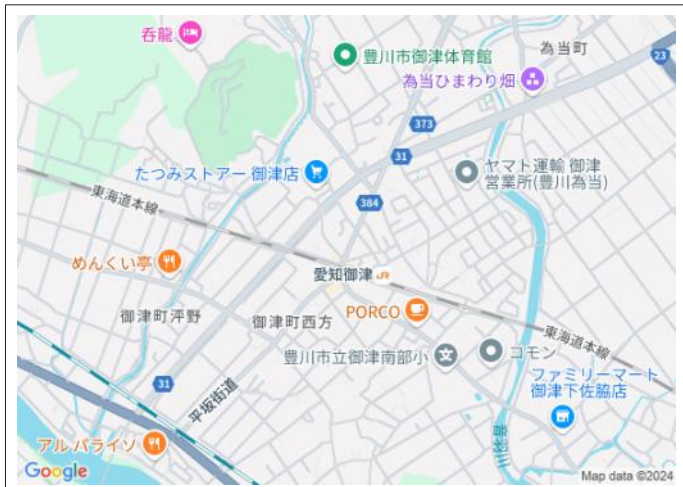 呑龍
豊川市御津体育館
為当町
23
為当ひまわり畑
373
31
たつみストアー 御津店
ヤマト運輸 御津
営業所(豊川為当)
東海道本線
384
めんくい亭
愛知御津
JR
御津町泙野
御津町西方
PORCO
東海道本線
豊川市立御津南部小
文
コモン
31
平坂街道
ファミリーマート
御津下佐脇店
アル パライソ
Google
Map data ©2024